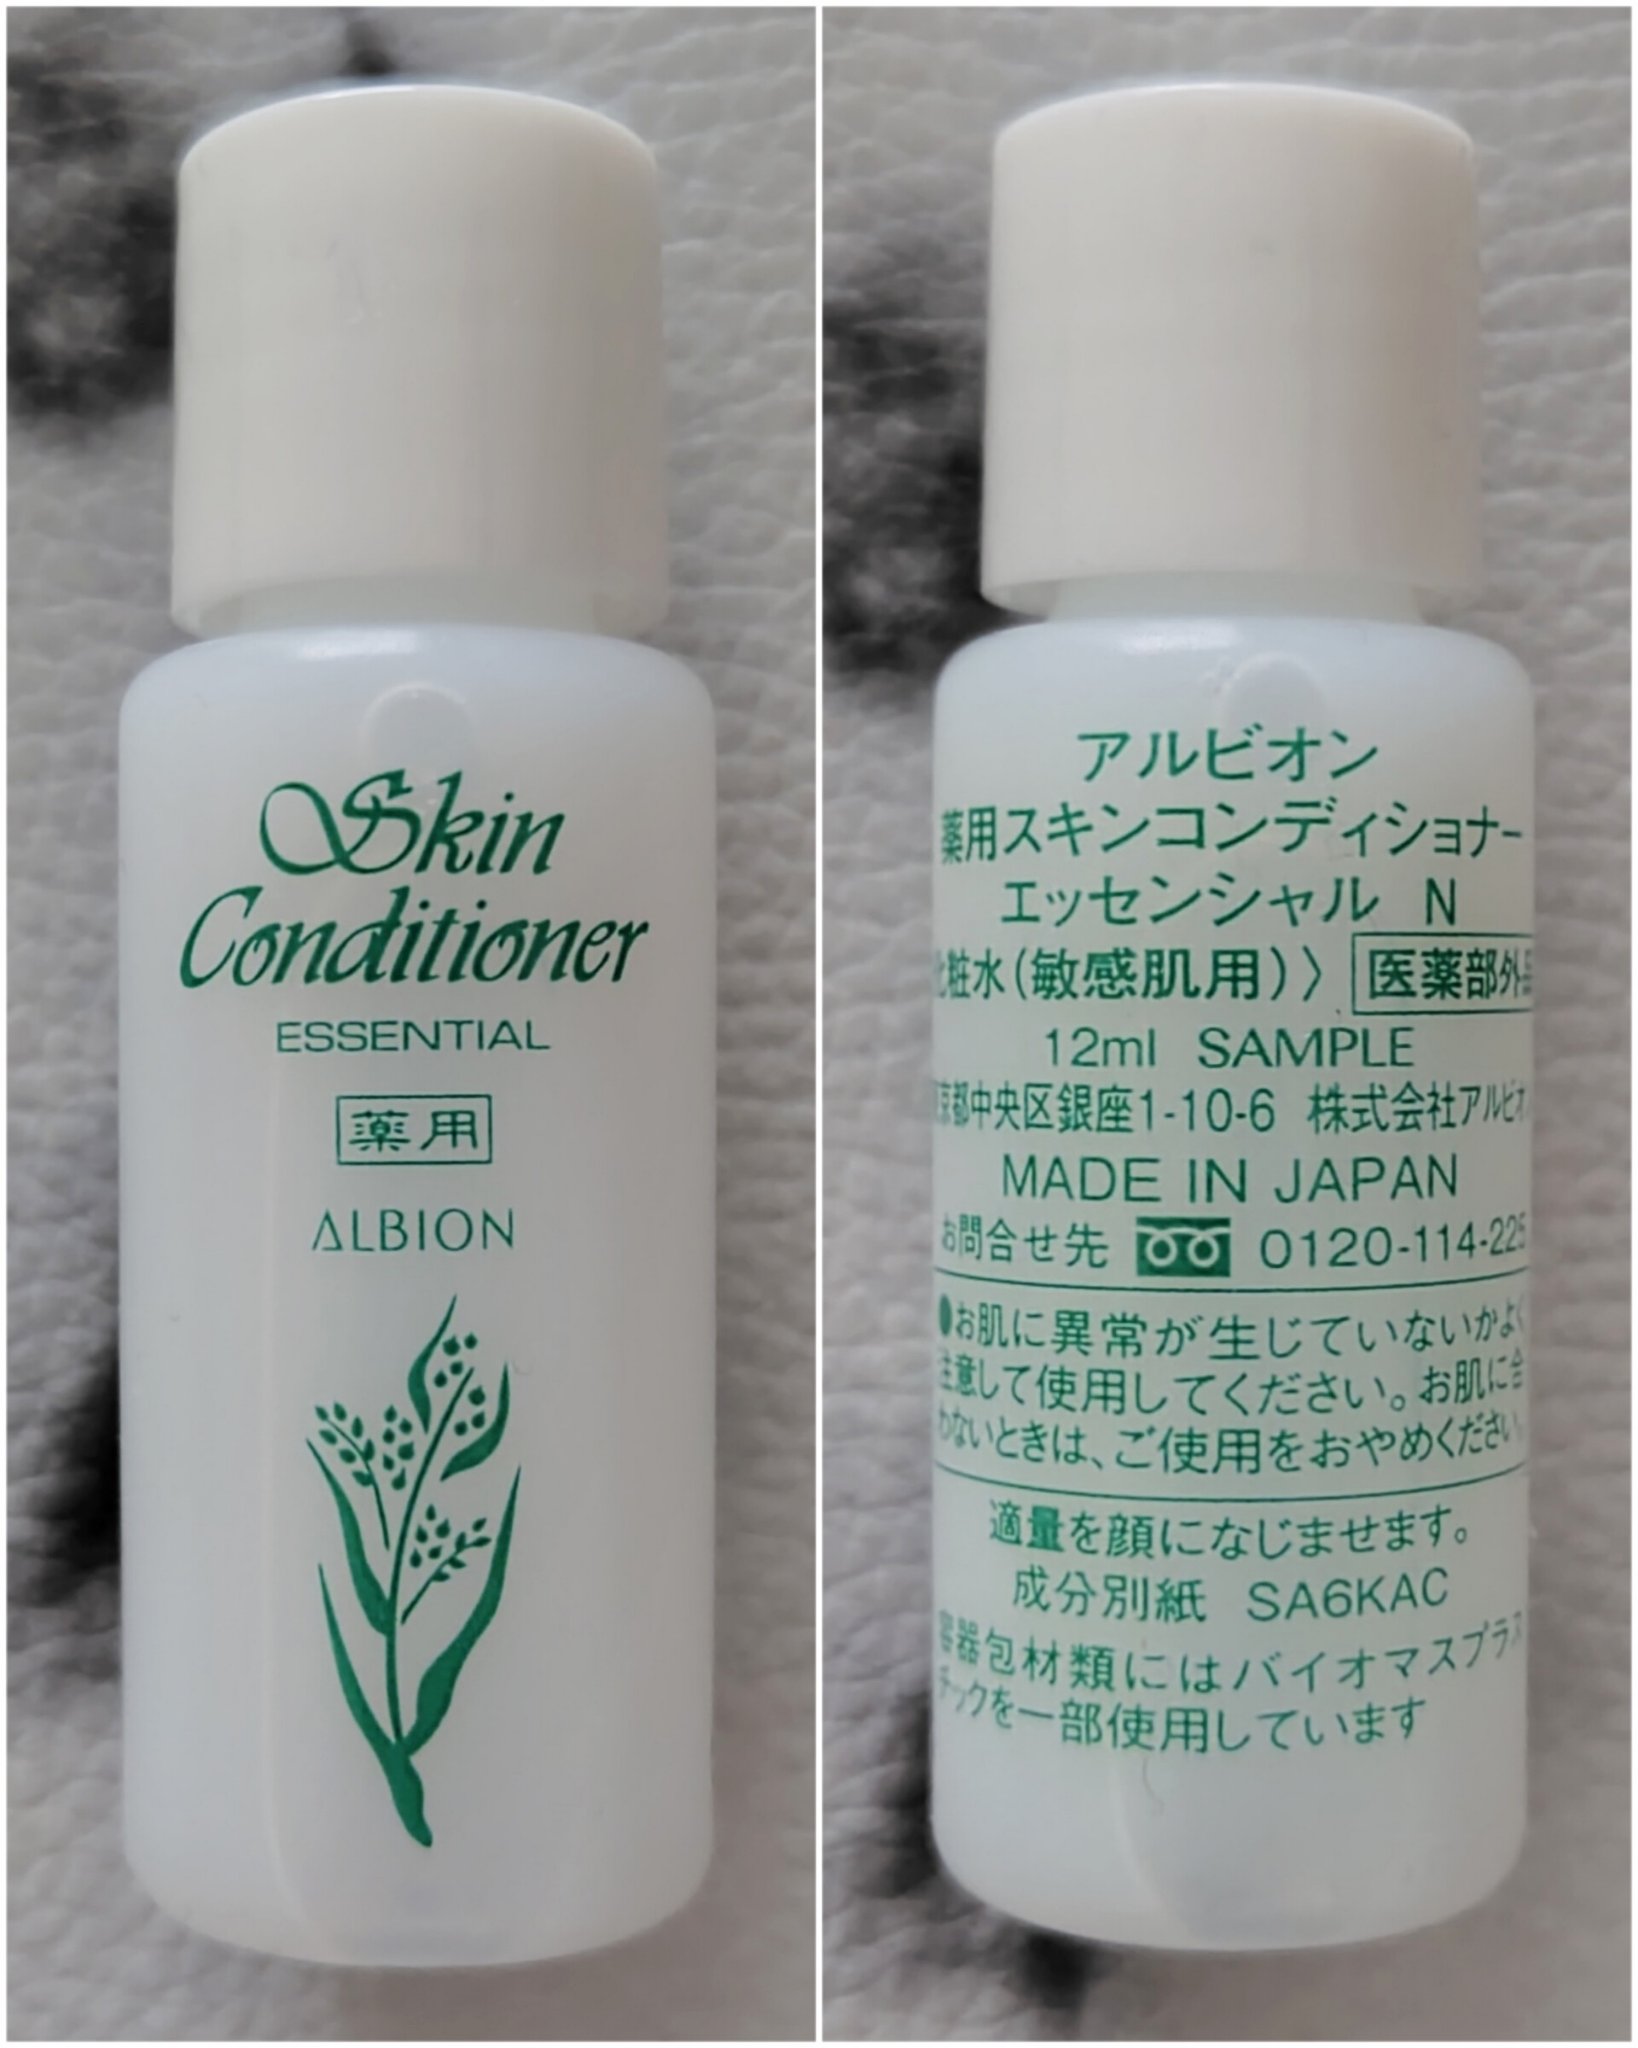 Skin
Conditioner
ESSENTIAL
薬用
ALBION
アルビオン
薬用スキンコンディショナー
エッセンシャル N
化粧水(敏感肌用)〉 医薬部外品
12ml SAMPLE
東京都中央区銀座1-10-6 株式会社アルビオン
MADE IN JAPAN
お問合せ先 0120-114-225
●お肌に異常が生じていないかよく
注意して使用してください。お肌に合
わないときは、ご使用をおやめください。
適量を顔になじませます。
成分別紙 SA6KAC
容器包材類にはバイオマスプラス
チックを一部使用しています